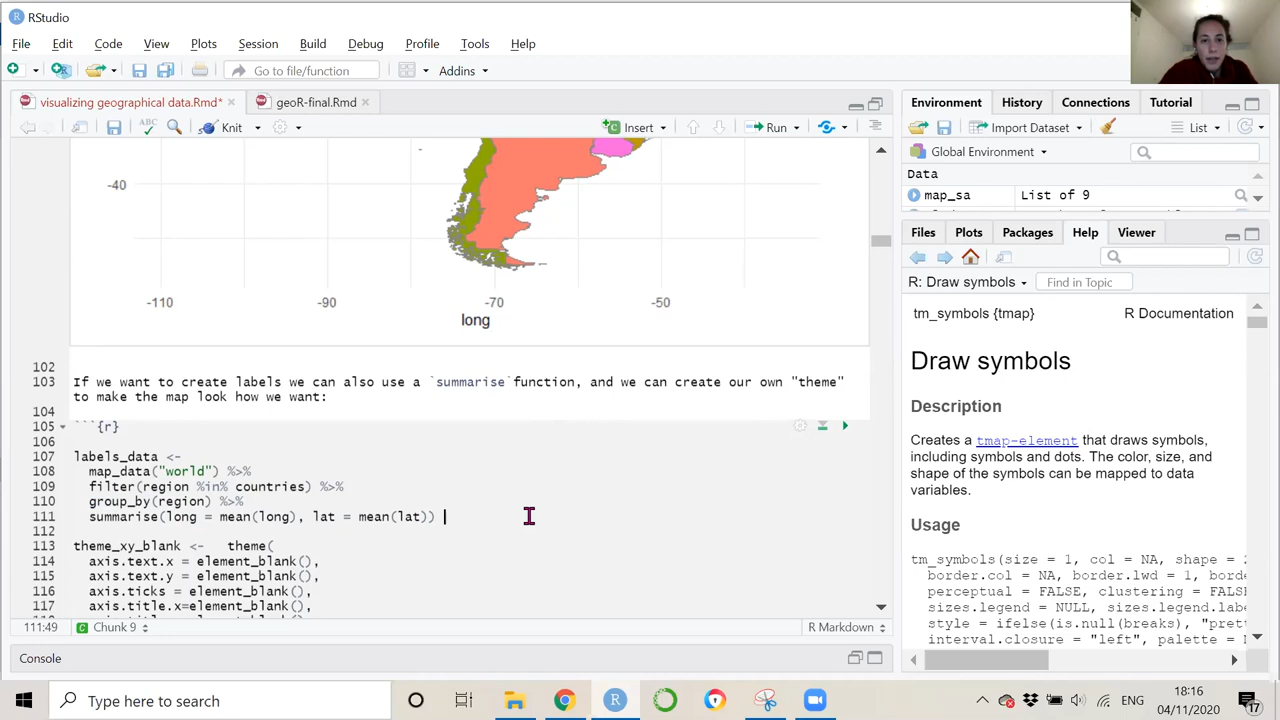 RStudio
File Edit Code View Plots Session Build Debug Profile Tools Help
Go to file/function Addins
visualizing geographical data.Rmd* geoR-final.Rmd
ABC Knit Insert Run
-40
-110 -90 -70 -50
long
102
103 If we want to create labels we can also use a `summarise`function, and we can create our own "theme"
to make the map look how we want:
104
105 ```{r}
106
107 labels_data <-
108 map_data("world") %>%
109 filter(region %in% countries) %>%
110 group_by(region) %>%
111 summarise(long = mean(long), lat = mean(lat))
112
113 theme_xy_blank <- theme(
114 axis.text.x = element_blank(),
115 axis.text.y = element_blank(),
116 axis.ticks = element_blank(),
117 axis.title.x=element_blank(),
111:49 Chunk 9 R Markdown
Console
Environment History Connections Tutorial
Import Dataset List
Global Environment
Data
map_sa List of 9
Files Plots Packages Help Viewer
R: Draw symbols Find in Topic
tm_symbols {tmap} R Documentation
Draw symbols
Description
Creates a tmap-element that draws symbols,
including symbols and dots. The color, size, and
shape of the symbols can be mapped to data
variables.
Usage
tm_symbols(size = 1, col = NA, shape =
border.col = NA, border.lwd = 1,
perceptual = FALSE, clustering =
sizes.legend = NULL,
style = ifelse(is.null(breaks),
interval.closure = "left", palette =
Type here to search
ENG
18:16
04/11/2020
17